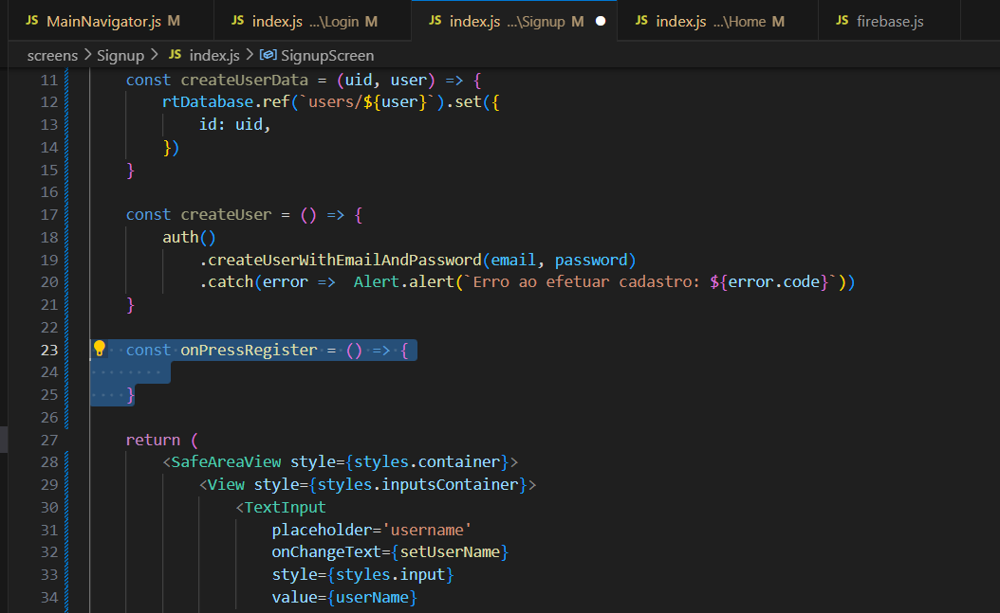 JS MainNavigator.js M JS index.js ...\Login M JS index.js ...\Signup M JS index.js ...\Home M JS firebase.js
screens > Signup > JS index.js > SignupScreen
11 const createUserData = (uid, user) => {
12 rtDatabase.ref(`users/${user}`).set({
13 id: uid,
14 })
15 }
16
17 const createUser = () => {
18 auth()
19 .createUserWithEmailAndPassword(email, password)
20 .catch(error => Alert.alert(`Erro ao efetuar cadastro: ${error.code}`))
21 }
22
23 const onPressRegister = () => {
24
25 }
26
27 return (
28 <SafeAreaView style={styles.container}>
29 <View style={styles.inputsContainer}>
30 <TextInput
31 placeholder='username'
32 onChangeText={setUserName}
33 style={styles.input}
34 value={userName}